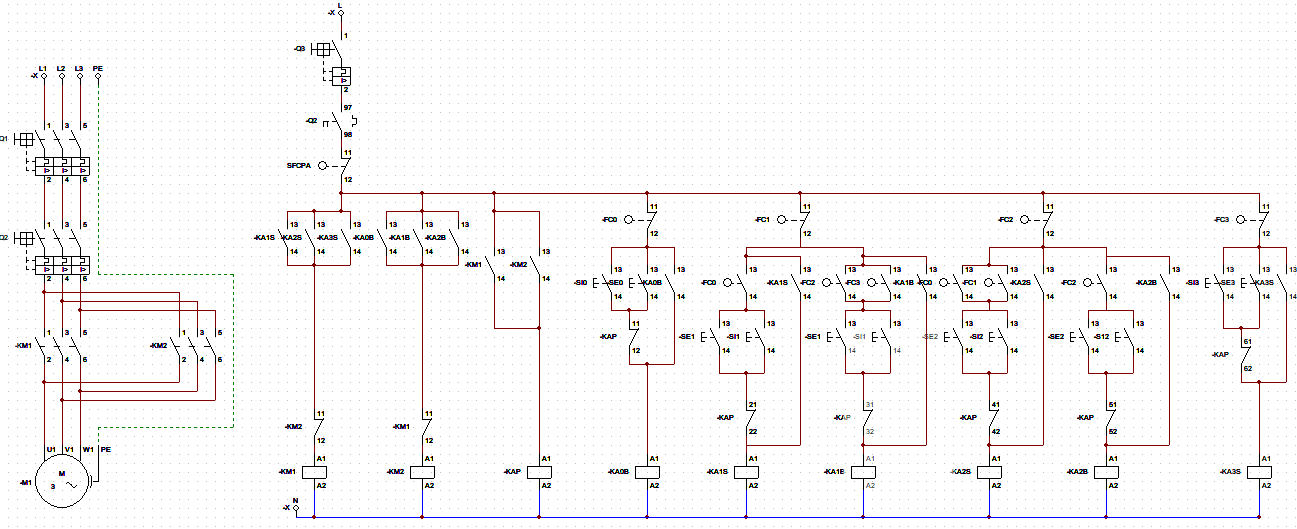 L
-X
1
-Q3
I>
2
97
-Q2
98
11
SFCPA
12
L1 L2 L3 PE
-X
1 3 5
Q1
I> I> I>
2 4 6
1 3 5
Q2
I> I> I>
2 4 6
1 3 5 1 3 5
-KM1 -KM2
2 4 6 2 4 6
U1 V1 W1 PE
M
-M1
3
11 11 11 11
-FC0 -FC1 -FC2 -FC3
12 12 12 12
13 13 13 13 13 13
-KA1S -KA2S -KA3S -KA0B -KA1B -KA2B
14 14 14 14 14 14
13 13
-KM1 -KM2
14 14
13 13 13 13 13 13 13 13 13 13 13 13 13 13 13 13
-SI0 -SE0 -KA0B -FC0 -KA1S -FC2 -FC3 -KA1B -FC0 -FC1 -KA2S -FC2 -KA2B -SI3 -SE3 -KA3S
14 14 14 14 14 14 14 14 14 14 14 14 14 14 14 14
11 13 13 13 13 13 13 13 13
-KAP -SE1 -SI1 -SE1 -SI1 -SE2 -SI2 -SE2 -S12
12 14 14 14 14 14 14 14 14
61
-KAP
62
11 11 21 31 41 51
-KM2 -KM1 -KAP -KAP -KAP -KAP
12 12 22 32 42 52
A1 A1 A1 A1 A1 A1 A1 A1 A1
-KM1 -KM2 -KAP -KA0B -KA1S -KA1B -KA2S -KA2B -KA3S
A2 A2 A2 A2 A2 A2 A2 A2 A2
N
-X